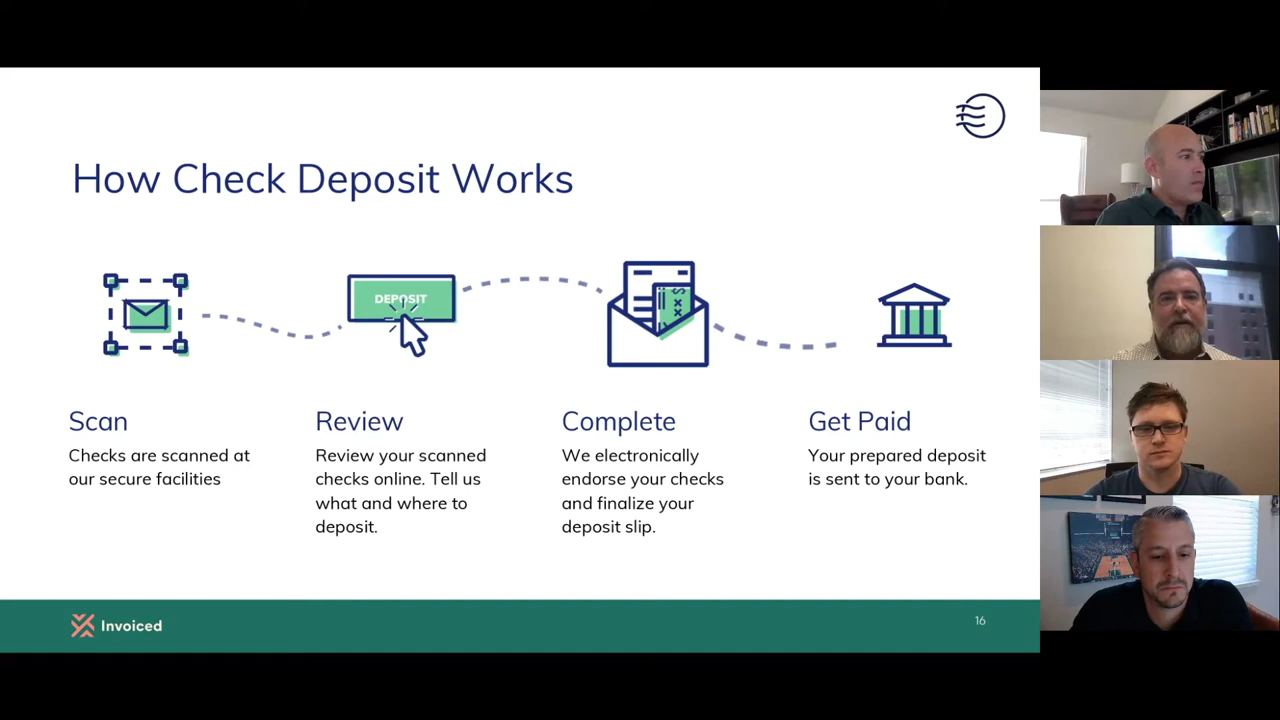 How Check Deposit Works
DEPOSIT
Scan
Checks are scanned at
our secure facilities
Review
Review your scanned
checks online. Tell us
what and where to
deposit.
Complete
We electronically
endorse your checks
and finalize your
deposit slip.
Get Paid
Your prepared deposit
is sent to your bank.
Invoiced
16